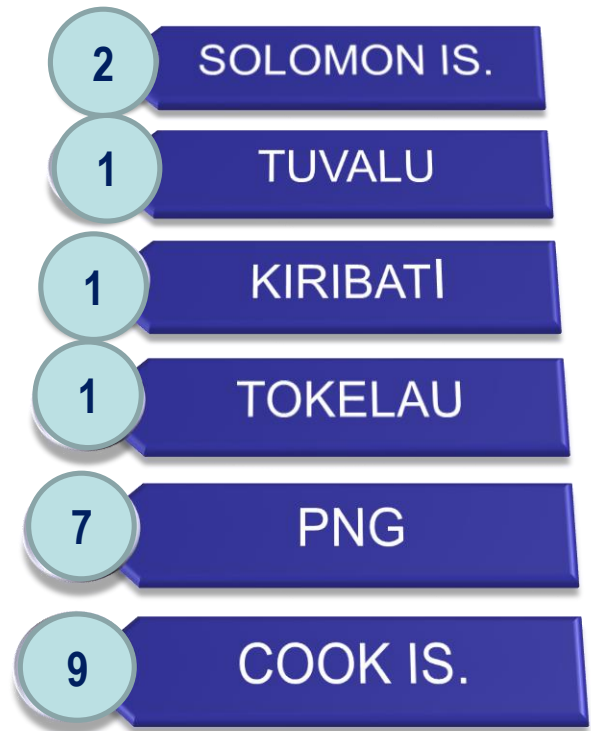 2 SOLOMON IS.
1 TUVALU
1 KIRIBATİ
1 TOKELAU
7 PNG
9 COOK IS.